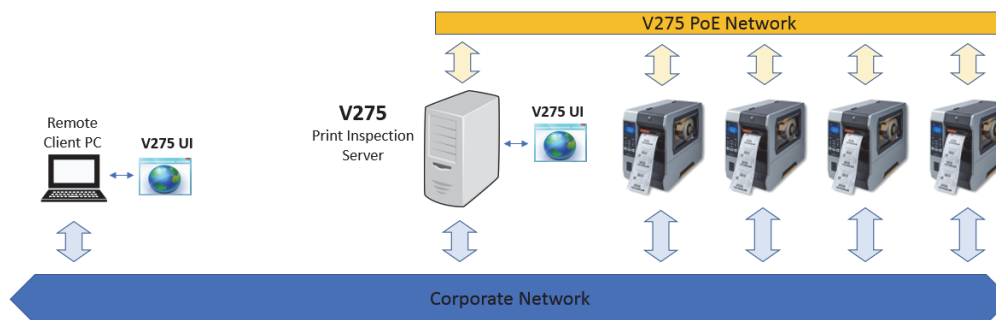 V275 PoE Network
V275
Print Inspection
Server
V275 UI
Remote
Client PC
V275 UI
Corporate Network